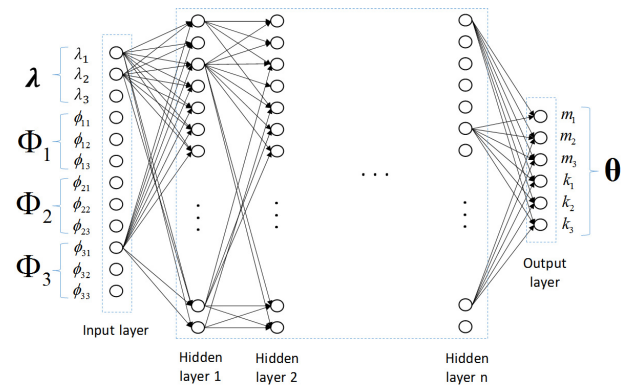 λ
λ₁
λ₂
λ₃
Φ₁
ϕ₁₁
ϕ₁₂
ϕ₁₃
Φ₂
ϕ₂₁
ϕ₂₂
ϕ₂₃
Φ₃
ϕ₃₁
ϕ₃₂
ϕ₃₃
Input layer
Hidden
layer 1
Hidden
layer 2
. . .
Hidden
layer n
m₁
m₂
m₃
k₁
k₂
k₃
θ
Output
layer